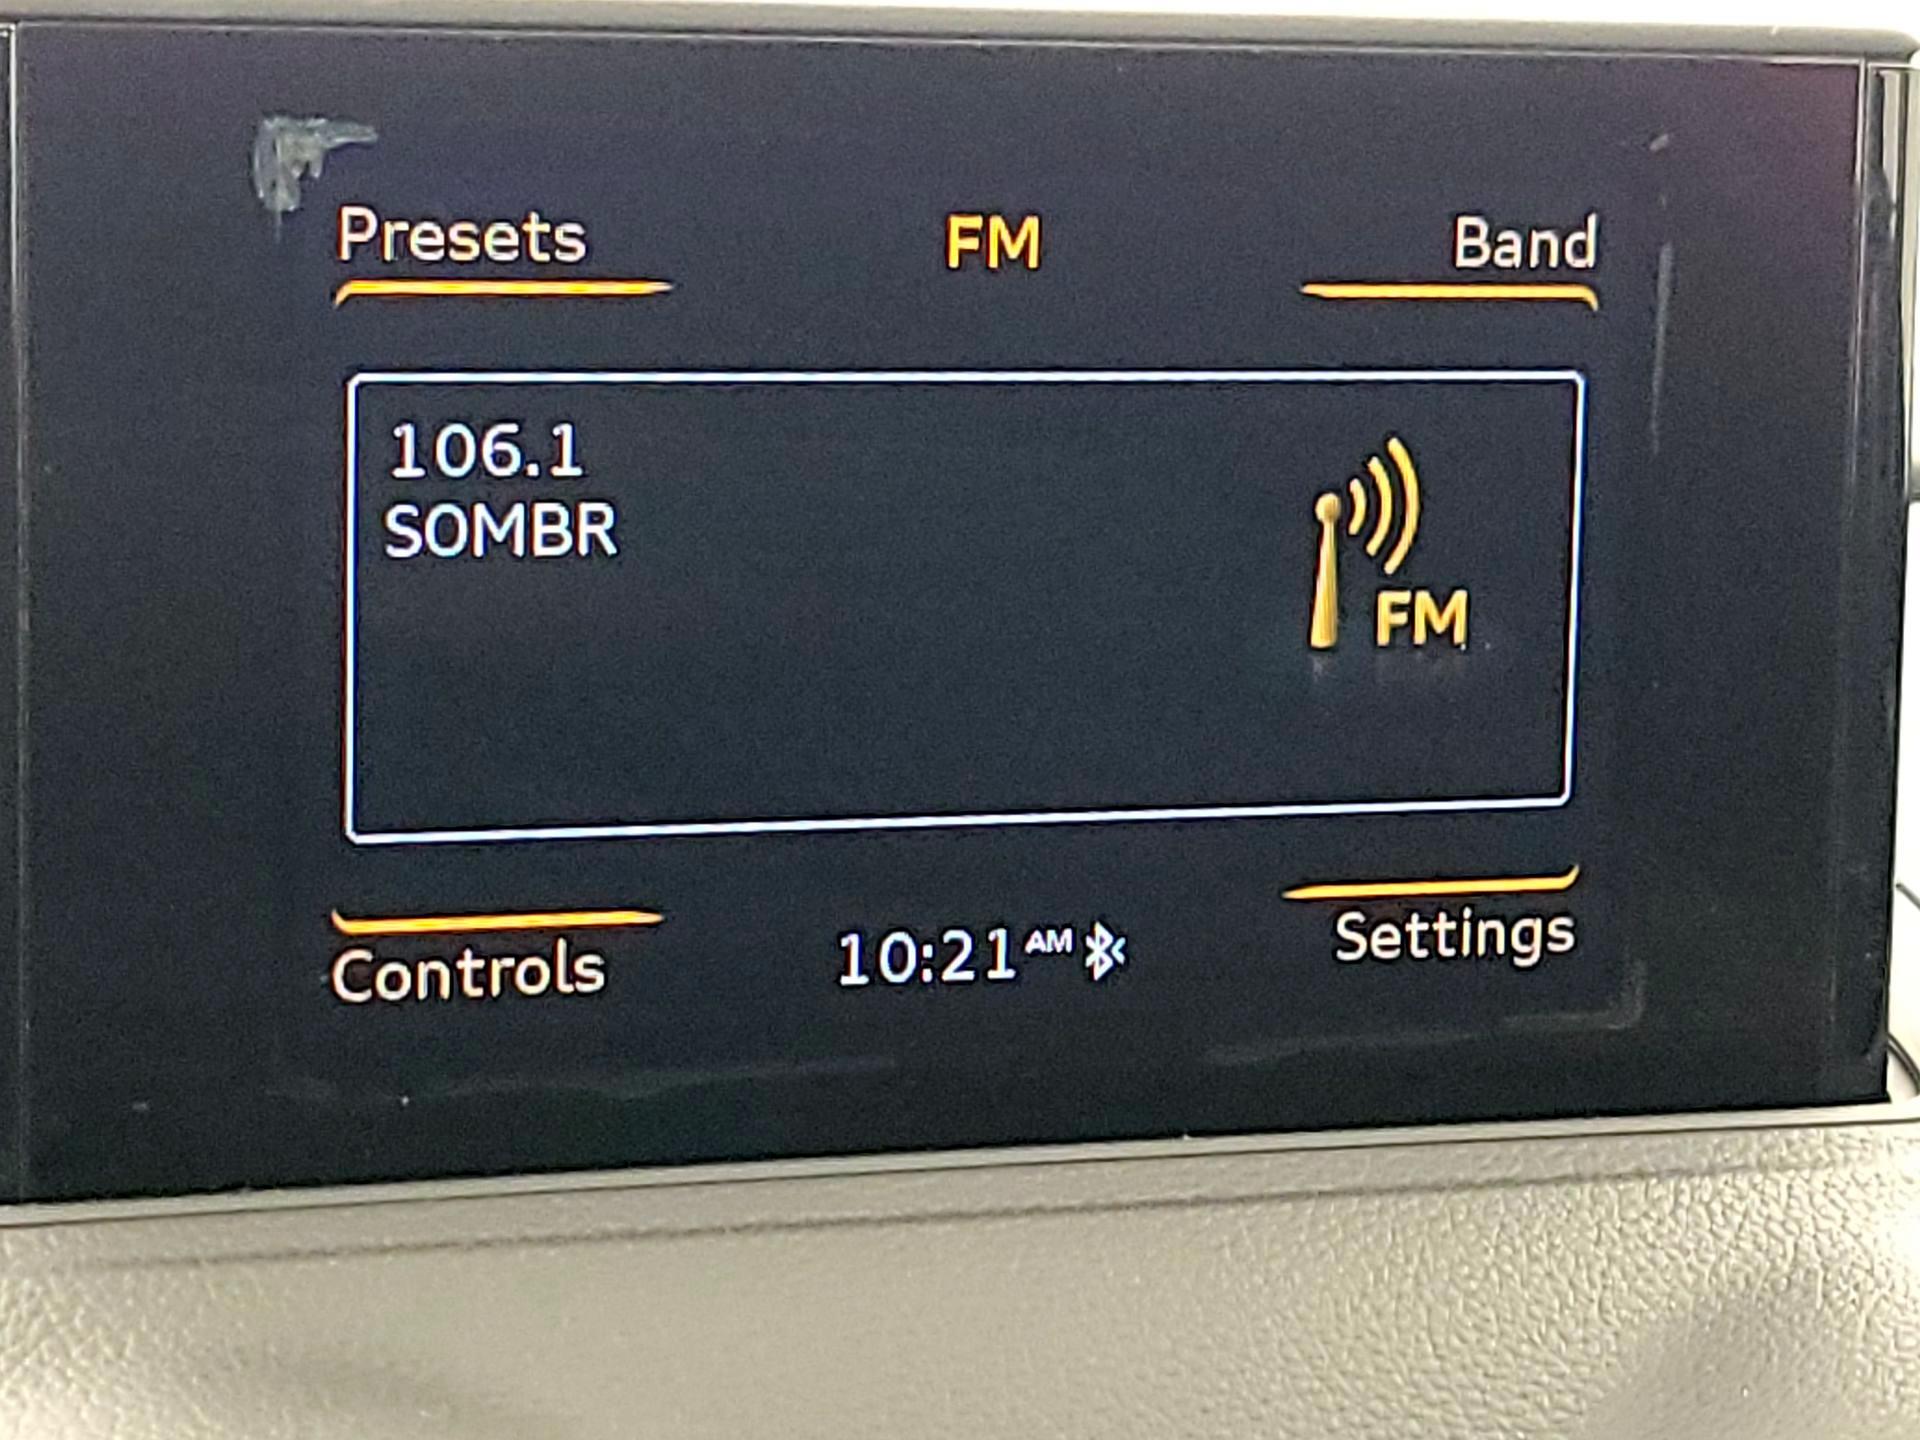 Presets FM Band
106.1
SOMBR
FM
Controls 10:21 AM Settings